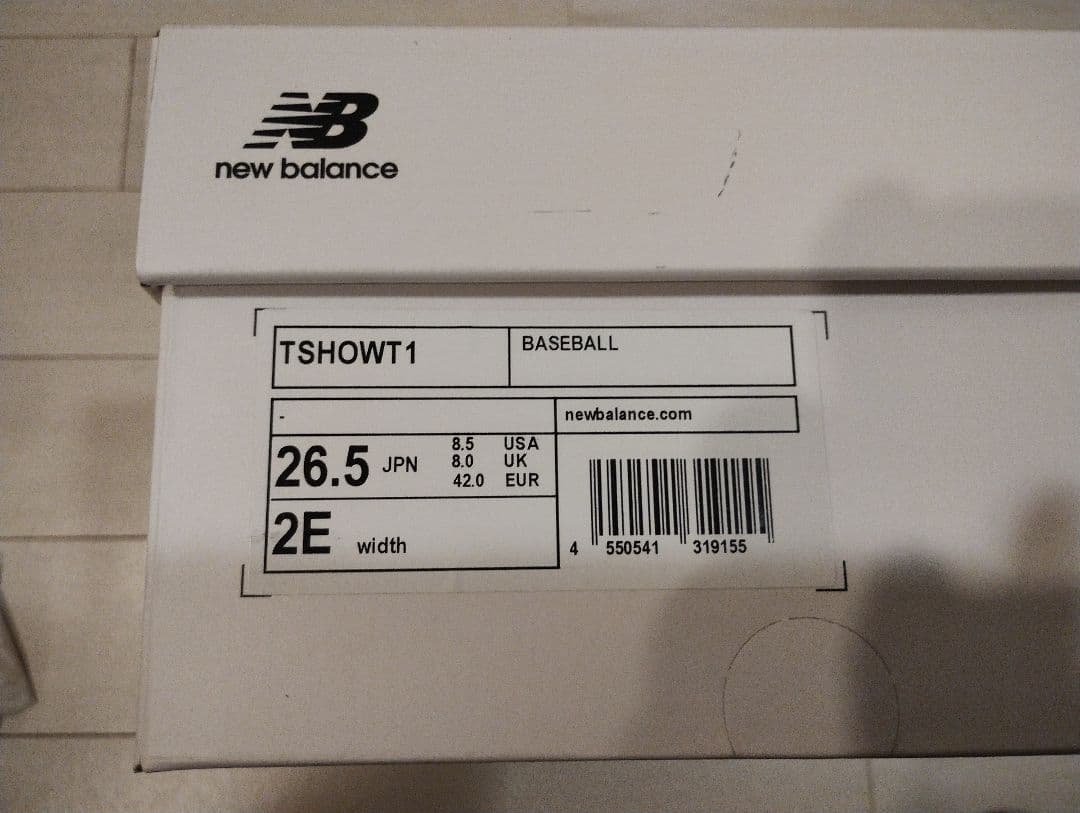 NB
new balance
TSHOWT1
BASEBALL
-
newbalance.com
26.5 JPN
8.5 USA
8.0 UK
42.0 EUR
2E width
4 550541 319155